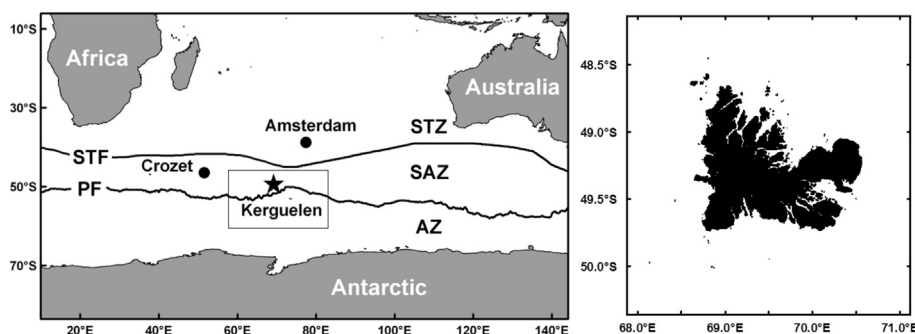 10°S
30°S
50°S
70°S
Africa
Australia
Amsterdam
STZ
STF
Crozet
SAZ
PF
Kerguelen
AZ
Antarctic
20°E 40°E 60°E 80°E 100°E 120°E 140°E
48.5°S
49.0°S
49.5°S
50.0°S
68.0°E 69.0°E 70.0°E 71.0°E